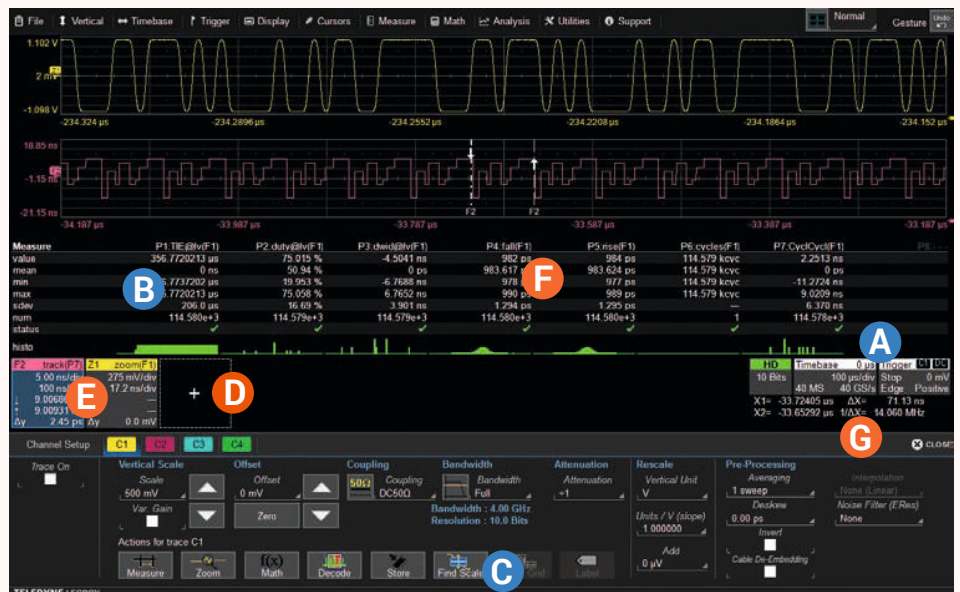 File Vertical Timebase Trigger Display Cursors Measure Math Analysis Utilities Support Normal Gesture Undo
1.102 V
Z1
2 mV
-1.098 V
-234.324 µs -234.2896 µs -234.2552 µs -234.2208 µs -234.1864 µs -234.152 µs
18.85 ns
-1.15 ns
-21.15 ns
F2 F2
-34.187 µs -33.987 µs -33.787 µs -33.587 µs -33.387 µs -33.187 µs
Measure P1:TIE@lv(F1) P2:duty@lv(F1) P3:dwid@lv(F1) P4:fall(F1) P5:rise(F1) P6:cycles(F1) P7:CyclCycl(F1) P8:- - -
value 356.7720213 µs 75.015 % -4.5041 ns 982 ps 984 ps 114.579 kcyc 2.2513 ns
mean 0 ns 50.94 % 0 ps 983.617 ps 983.624 ps 114.579 kcyc 0 ps
min 19.953 % -6.7688 ns 978 977 ps 114.579 kcyc -11.2724 ns
max 75.058 % 6.7652 ns 990 ps 989 ps 114.579 kcyc 9.0209 ns
sdev 206.0 µs 16.69 % 3.901 ns 1.294 ps 1.295 ps --- 6.370 ns
num 114.580e+3 114.579e+3 114.579e+3 114.580e+3 114.580e+3 1 114.578e+3
status
histo
B
F
A
F2 track(P7) Z1 zoom(F1)
5.00 ns/div 275 mV/div
100 ns 17.2 ns/div
9.0068 ---
9.00931 ---
Δy 2.45 ps Δy 0.0 mV
E
+
D
HD Timebase 0 µs Trigger C1 DC
10 Bits 100 µs/div Stop 0 mV
40 MS 40 GS/s Edge Positive
X1= -33.72405 µs ΔX= 71.13 ns
X2= -33.65292 µs 1/ΔX= 14.060 MHz
G
Channel Setup C1 C2 C3 C4 CLOSE
Trace On
Vertical Scale
Scale
500 mV
Var. Gain
Offset
Offset
0 mV
Zero
Coupling
50Ω Coupling
DC50Ω
Bandwidth
Bandwidth
Full
Bandwidth : 4.00 GHz
Resolution : 10.0 Bits
Attenuation
Attenuation
÷1
Rescale
Vertical Unit
V
Units / V (slope)
1.000000
Add
0 µV
Pre-Processing
Averaging
1 sweep
Deskew
0.00 ps
Invert
Cable De-Embedding
Interpolation
None (Linear)
Noise Filter (ERes)
None
Actions for trace C1
Measure Zoom f(x) Math Decode Store Find Scale Label
C